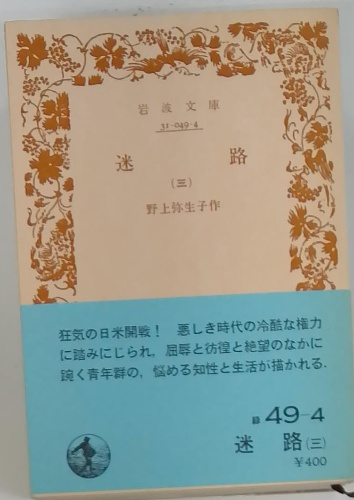 岩波文庫
31-049-4
迷路
(三)
野上弥生子作
狂気の日米開戦! 悪しき時代の冷酷な権力
に踏みにじられ,屈辱と彷徨と絶望のなかに
踠く青年群の,悩める知性と生活が描かれる.
緑 49-4
迷路(三)
¥400